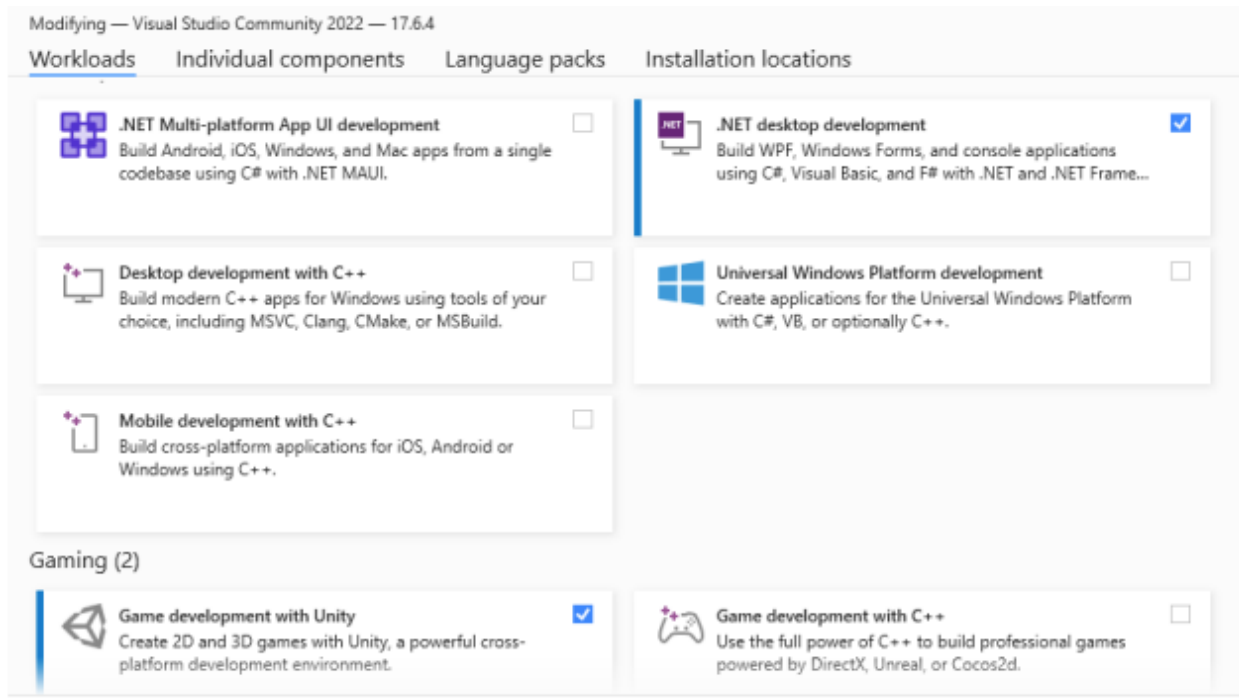 Modifying — Visual Studio Community 2022 — 17.6.4
Workloads Individual components Language packs Installation locations
.NET Multi-platform App UI development
Build Android, iOS, Windows, and Mac apps from a single
codebase using C# with .NET MAUI.
.NET
.NET desktop development
Build WPF, Windows Forms, and console applications
using C#, Visual Basic, and F# with .NET and .NET Frame...
Desktop development with C++
Build modern C++ apps for Windows using tools of your
choice, including MSVC, Clang, CMake, or MSBuild.
Universal Windows Platform development
Create applications for the Universal Windows Platform
with C#, VB, or optionally C++.
Mobile development with C++
Build cross-platform applications for iOS, Android or
Windows using C++.
Gaming (2)
Game development with Unity
Create 2D and 3D games with Unity, a powerful cross-
platform development environment.
Game development with C++
Use the full power of C++ to build professional games
powered by DirectX, Unreal, or Cocos2d.